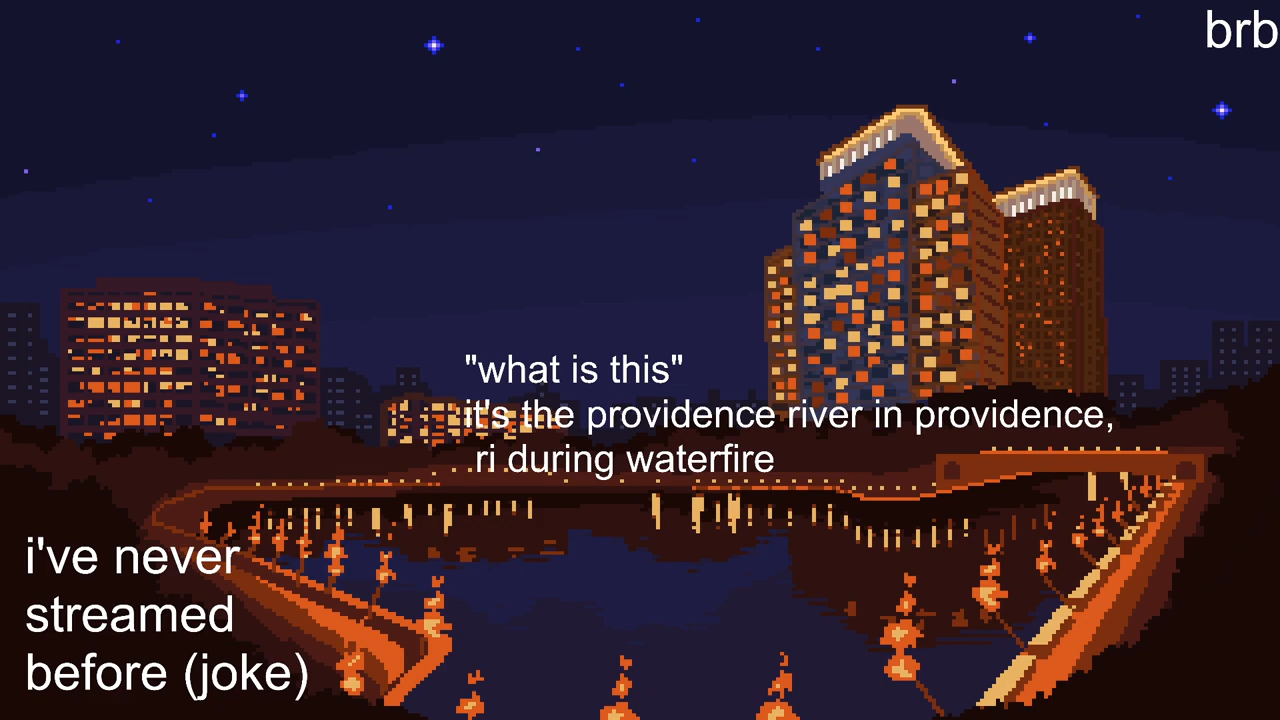 brb
"what is this"
it's the providence river in providence,
ri during waterfire
i've never
streamed
before (joke)